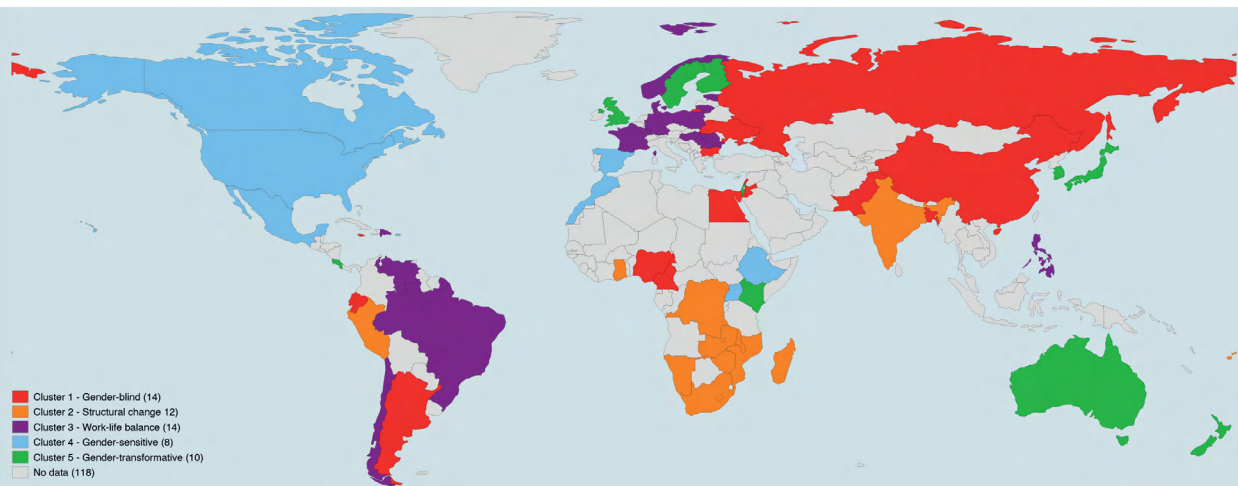 Cluster 1 - Gender-blind (14)
Cluster 2 - Structural change 12)
Cluster 3 - Work-life balance (14)
Cluster 4 - Gender-sensitive (8)
Cluster 5 - Gender-transformative (10)
No data (118)